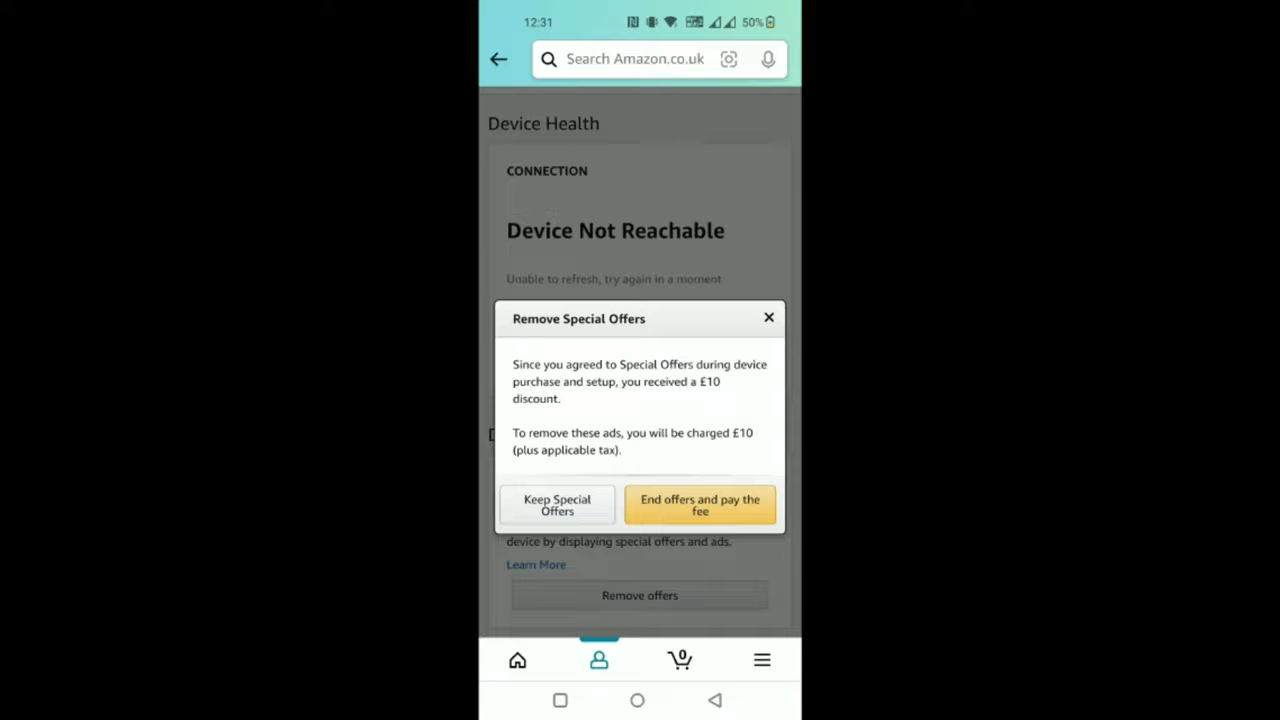 12:31
50%
Search Amazon.co.uk
Device Health
CONNECTION
Device Not Reachable
Unable to refresh, try again in a moment
Remove Special Offers
Since you agreed to Special Offers during device
purchase and setup, you received a £10
discount.
To remove these ads, you will be charged £10
(plus applicable tax).
Keep Special
Offers
End offers and pay the
fee
device by displaying special offers and ads.
Learn More
Remove offers
0